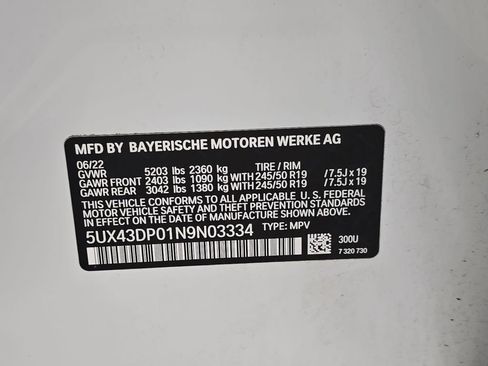 MFD BY BAYERISCHE MOTOREN WERKE AG
06/22
GVWR 5203 lbs 2360 kg TIRE / RIM
GAWR FRONT 2403 lbs 1090 kg WITH 245/50 R19 /7.5J x 19
GAWR REAR 3042 lbs 1380 kg WITH 245/50 R19 /7.5J x 19
THIS VEHICLE CONFORMS TO ALL APPLICABLE U. S. FEDERAL
MOTOR VEHICLE SAFETY STANDARDS
IN EFFECT ON THE DATE OF MANUFACTURE SHOWN ABOVE.
5UX43DP01N9N03334 TYPE: MPV
300U
7 320 730